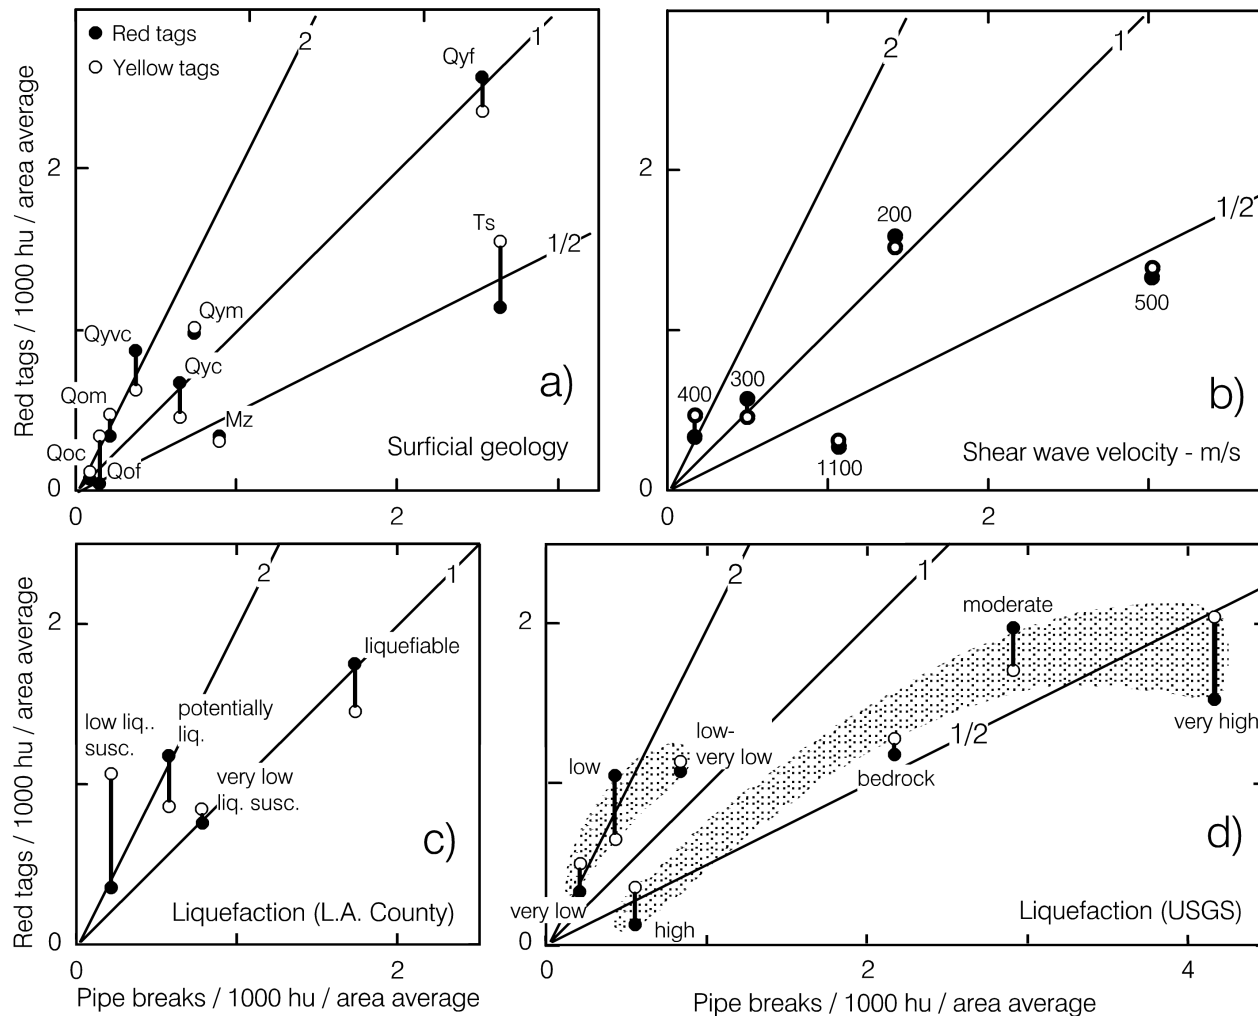 Red tags
Yellow tags
2
1
Qyf
2
Ts
1/2
Qym
Qyvc
Qyc
Qom
Mz
Qoc
Qof
0
0
2
a)
Surficial geology
Red tags / 1000 hu / area average
2
1
2
200
1/2
500
400
300
1100
0
0
2
b)
Shear wave velocity - m/s
2
1
2
liquefiable
low liq..
susc.
potentially
liq.
very low
liq. susc.
c)
Liquefaction (L.A. County)
0
0
2
Red tags / 1000 hu / area average
Pipe breaks / 1000 hu / area average
2
1
2
moderate
low-
very low
low
1/2
very high
bedrock
d)
very low
high
Liquefaction (USGS)
0
0
2
4
Pipe breaks / 1000 hu / area average